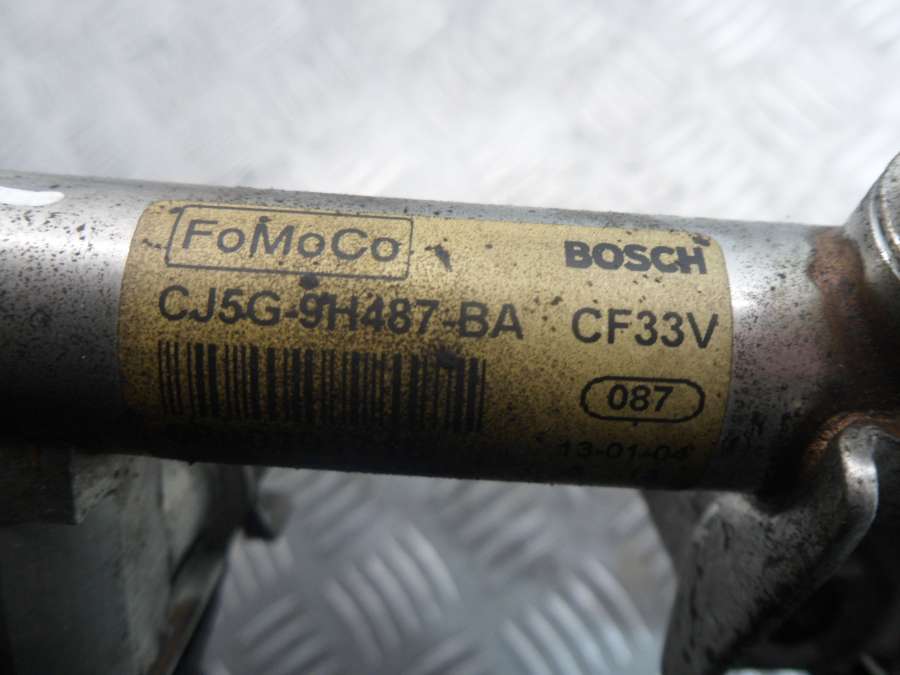 FoMoCo BOSCH
CJ5G-9H487-BA CF33V
087
13-01-04